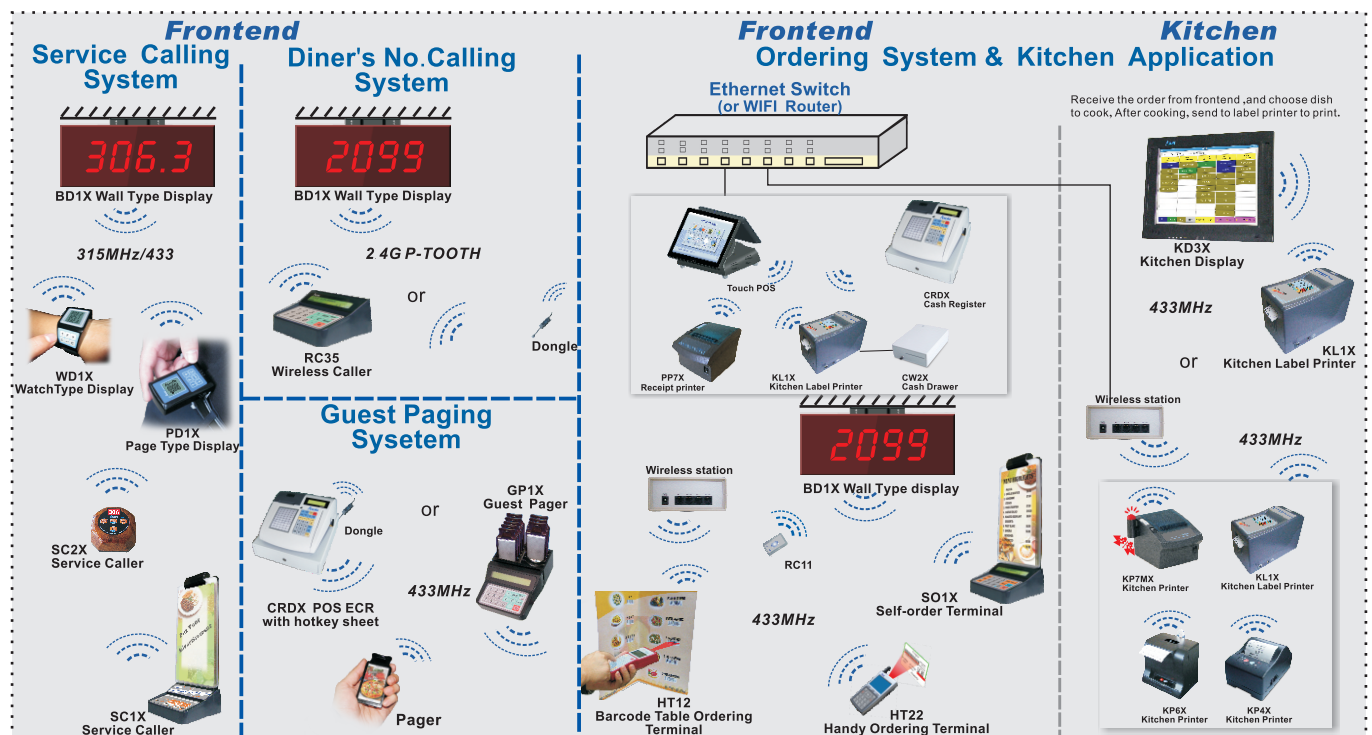 Frontend
Service Calling
System
306.3
BD1X Wall Type Display
315MHz/433
WD1X
WatchType Display
PD1X
Page Type Display
306
SC2X
Service Caller
SC1X
Service Caller
Diner's No.Calling
System
2099
BD1X Wall Type Display
2 4G P-TOOTH
or
RC35
Wireless Caller
Dongle
Guest Paging
Sysetem
Dongle
or
GP1X
Guest Pager
433MHz
CRDX POS ECR
with hotkey sheet
Pager
Frontend
Kitchen
Ordering System & Kitchen Application
Ethernet Switch
(or WIFI Router)
Touch POS
CRDX
Cash Register
PP7X
Receipt printer
KL1X
Kitchen Label Printer
CW2X
Cash Drawer
2099
BD1X Wall Type display
Wireless station
RC11
433MHz
SO1X
Self-order Terminal
HT12
Barcode Table Ordering
Terminal
HT22
Handy Ordering Terminal
Receive the order from frontend ,and choose dish
to cook, After cooking, send to label printer to print.
KD3X
Kitchen Display
433MHz
or
KL1X
Kitchen Label Printer
Wireless station
433MHz
KP7MX
Kitchen Printer
KL1X
Kitchen Label Printer
KP6X
Kitchen Printer
KP4X
Kitchen Printer